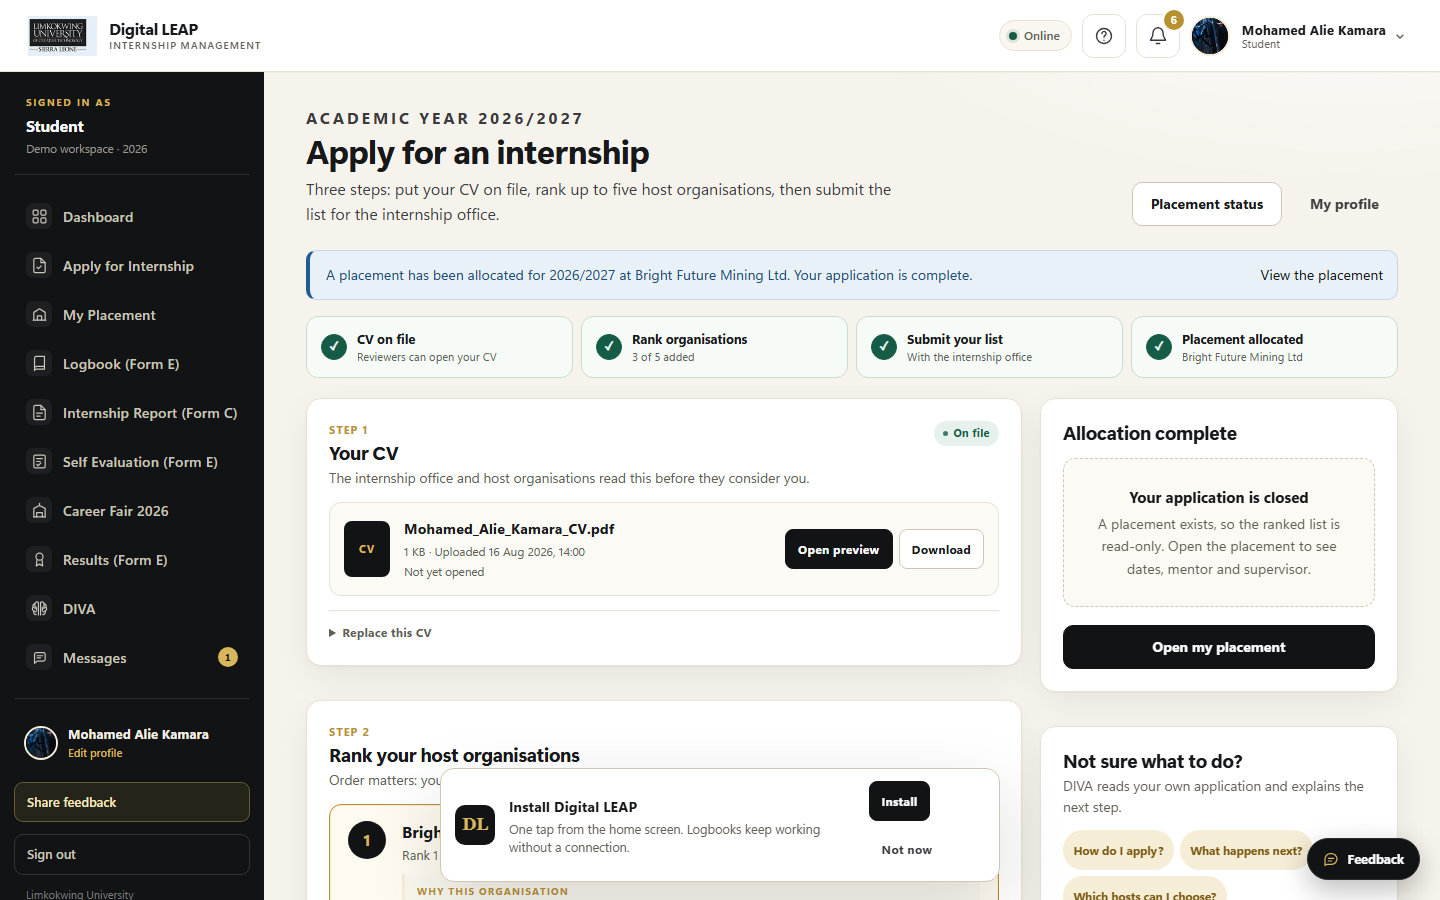 LIMKOKWING
UNIVERSITY
OF CREATIVE TECHNOLOGY
SIERRA LEONE
Digital LEAP
INTERNSHIP MANAGEMENT
Online
6
Mohamed Alie Kamara
Student
SIGNED IN AS
Student
Demo workspace · 2026
Dashboard
Apply for Internship
My Placement
Logbook (Form E)
Internship Report (Form C)
Self Evaluation (Form E)
Career Fair 2026
Results (Form E)
DIVA
Messages
1
Mohamed Alie Kamara
Edit profile
Share feedback
Sign out
Limkokwing University
ACADEMIC YEAR 2026/2027
Apply for an internship
Three steps: put your CV on file, rank up to five host organisations, then submit the
list for the internship office.
Placement status
My profile
A placement has been allocated for 2026/2027 at Bright Future Mining Ltd. Your application is complete.
View the placement
CV on file
Reviewers can open your CV
Rank organisations
3 of 5 added
Submit your list
With the internship office
Placement allocated
Bright Future Mining Ltd
STEP 1
Your CV
The internship office and host organisations read this before they consider you.
On file
CV
Mohamed_Alie_Kamara_CV.pdf
1 KB · Uploaded 16 Aug 2026, 14:00
Not yet opened
Open preview
Download
Replace this CV
STEP 2
Rank your host organisations
Order matters: you
1
Brigh
Rank 1
WHY THIS ORGANISATION
DL
Install Digital LEAP
One tap from the home screen. Logbooks keep working
without a connection.
Install
Not now
Allocation complete
Your application is closed
A placement exists, so the ranked list is
read-only. Open the placement to see
dates, mentor and supervisor.
Open my placement
Not sure what to do?
DIVA reads your own application and explains the
next step.
How do I apply?
What happens next?
Which hosts can I choose?
Feedback